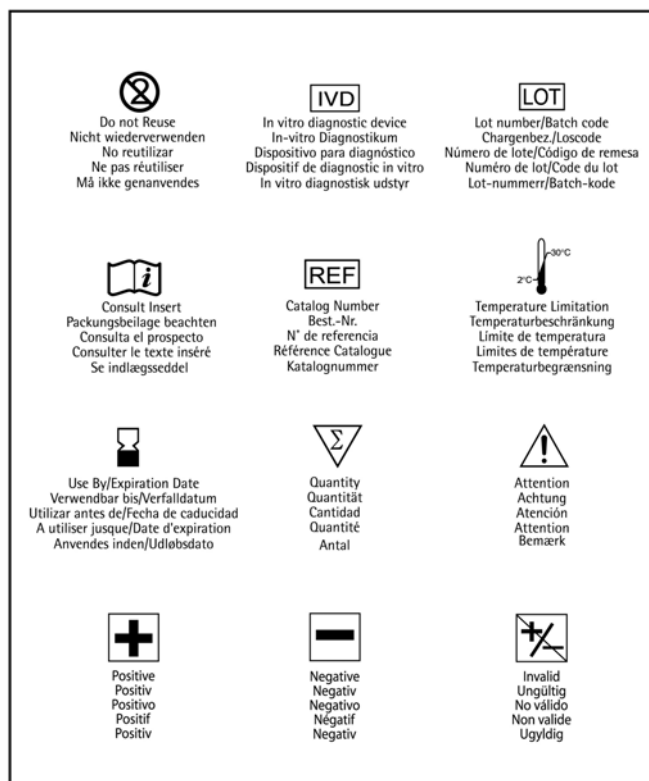 2
Do not Reuse
Nicht wiederverwenden
No reutilizar
Ne pas réutiliser
Må ikke genanvendes
IVD
In vitro diagnostic device
In-vitro Diagnostikum
Dispositivo para diagnóstico
Dispositif de diagnostic in vitro
In vitro diagnostisk udstyr
LOT
Lot number/Batch code
Chargenbez./Loscode
Número de lote/Código de remesa
Numéro de lot/Code du lot
Lot-nummerr/Batch-kode
i
Consult Insert
Packungsbeilage beachten
Consulta el prospecto
Consulter le texte inséré
Se indlægsseddel
REF
Catalog Number
Best.-Nr.
N° de referencia
Référence Catalogue
Katalognummer
30°C
2°C
Temperature Limitation
Temperaturbeschränkung
Límite de temperatura
Limites de température
Temperaturbegrænsning
Use By/Expiration Date
Verwendbar bis/Verfalldatum
Utilizar antes de/Fecha de caducidad
A utiliser jusque/Date d'expiration
Anvendes inden/Udløbsdato
Σ
Quantity
Quantität
Cantidad
Quantité
Antal
!
Attention
Achtung
Atención
Attention
Bemærk
+
Positive
Positiv
Positivo
Positif
Positiv
−
Negative
Negativ
Negativo
Négatif
Negativ
+/−
Invalid
Ungültig
No válido
Non valide
Ugyldig